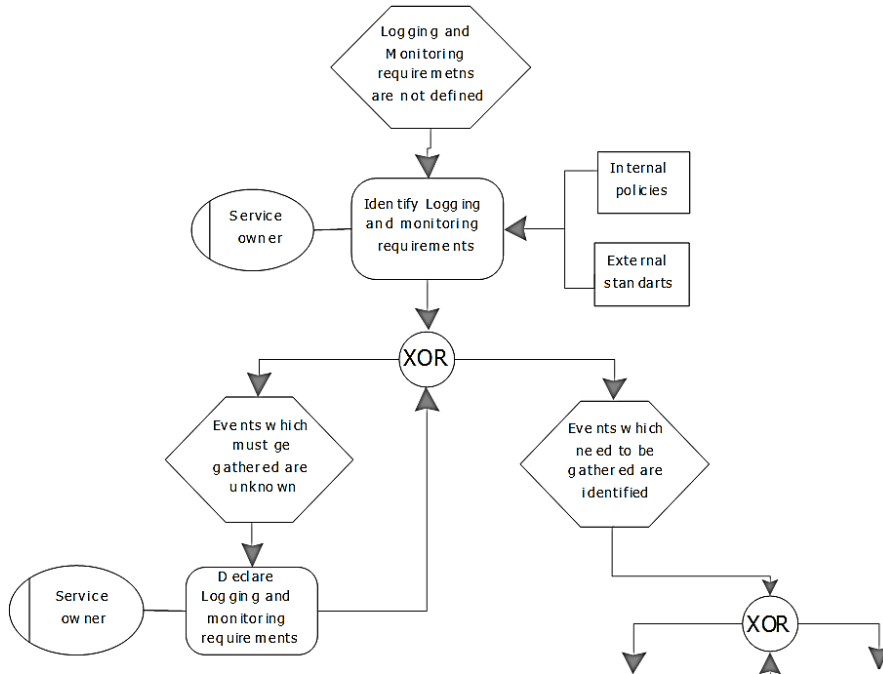 Logging and
Monitoring
requiremetns
are not defined
Internal
policies
Service
owner
Identify Logging
and monitoring
requirements
External
standarts
XOR
Events which
must ge
gathered are
unknown
Events which
need to be
gathered are
identified
Service
owner
Declare
Logging and
monitoring
requirements
XOR